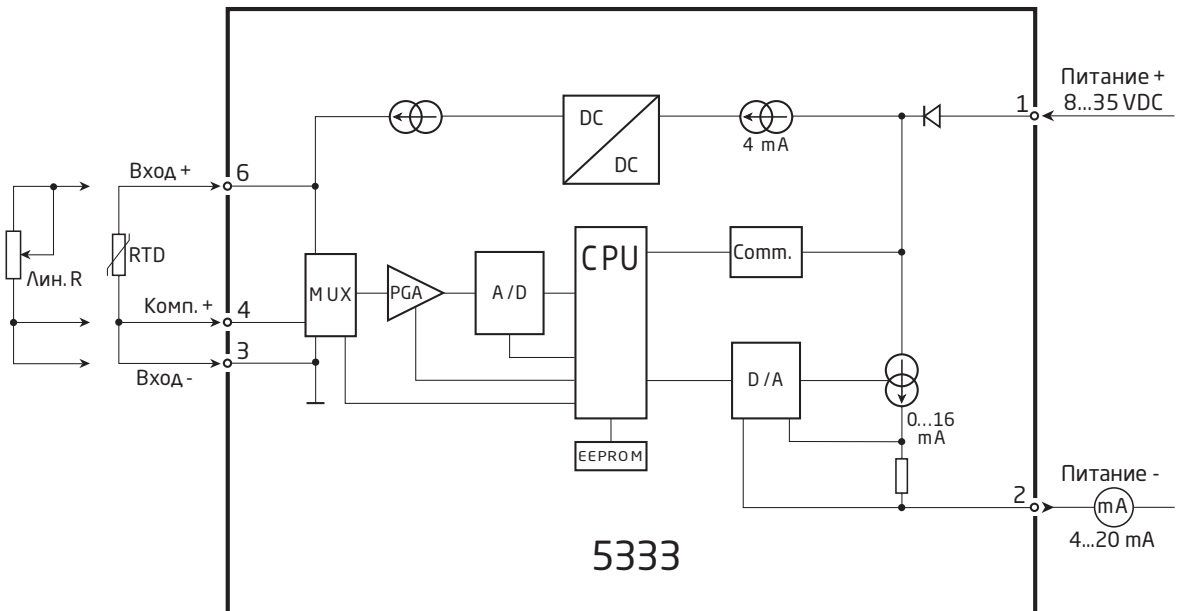 Питание +
8...35 VDC
1
DC
DC
4 mA
Вход +
6
RTD
Лин. R
CPU
Comm.
MUX
PGA
A/D
Комп. +
4
3
Вход -
D/A
0...16
mA
EEPROM
Питание -
2
mA
4...20 mA
5333